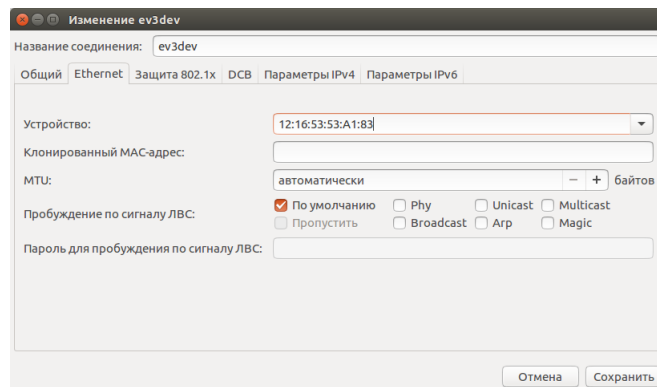 Изменение ev3dev
Название соединения: ev3dev
Общий Ethernet Защита 802.1x DCB Параметры IPv4 Параметры IPv6
Устройство: 12:16:53:53:A1:83
Клонированный MAC-адрес:
MTU: автоматически − + байтов
Пробуждение по сигналу ЛВС: По умолчанию Phy Unicast Multicast
Пропустить Broadcast Arp Magic
Пароль для пробуждения по сигналу ЛВС:
Отмена Сохранить